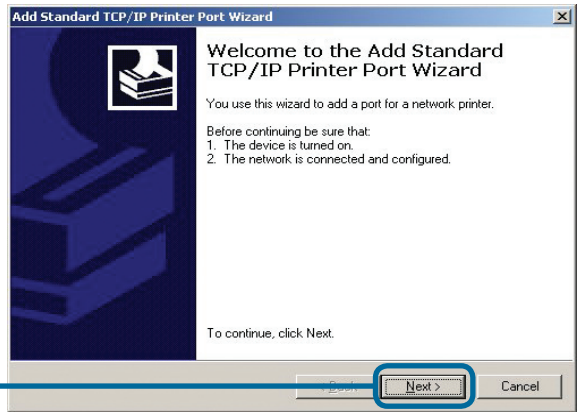 Add Standard TCP/IP Printer Port Wizard
Welcome to the Add Standard
TCP/IP Printer Port Wizard
You use this wizard to add a port for a network printer.
Before continuing be sure that:
1. The device is turned on.
2. The network is connected and configured.
To continue, click Next.
< Back
Next >
Cancel